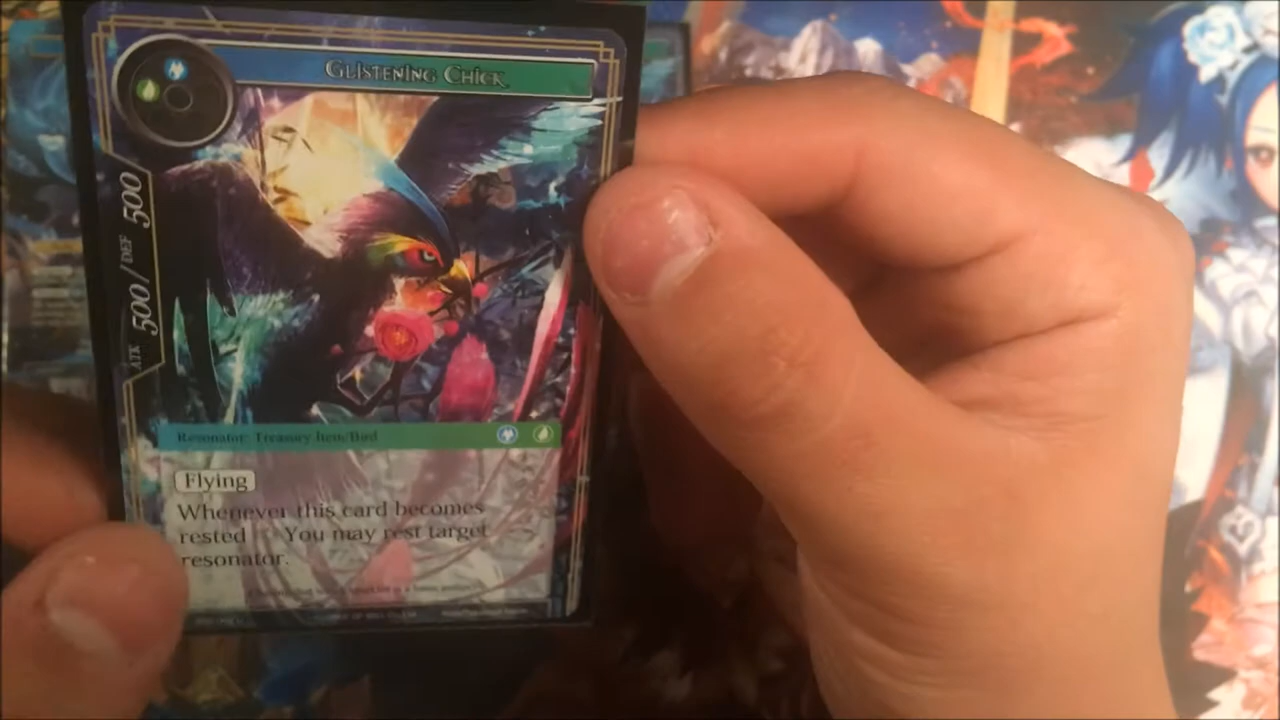 Glistening Chick
ATK 500 / DEF 500
Resonator: Treasury Item/Bird
Flying
Whenever this card becomes
rested You may rest target
resonator.